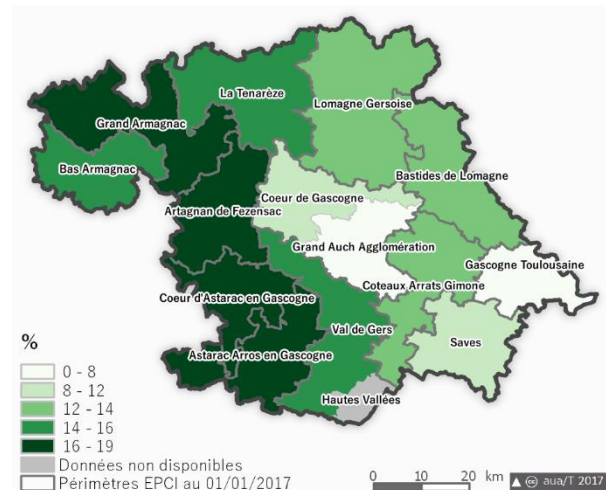 La Tenarèze
Lomagne Gersoise
Grand Armagnac
Bas Armagnac
Bastides de Lomagne
Coeur de Gascogne
Artagnan de Fezensac
Grand Auch Agglomération
Gascogne Toulousaine
Coteaux Arrats Gimone
Coeur d'Astarac en Gascogne
Val de Gers
Saves
Astarac Arros en Gascogne
Hautes Vallées
%
0 - 8
8 - 12
12 - 14
14 - 16
16 - 19
Données non disponibles
Périmètres EPCI au 01/01/2017
0 10 20 km
cc aua/T 2017